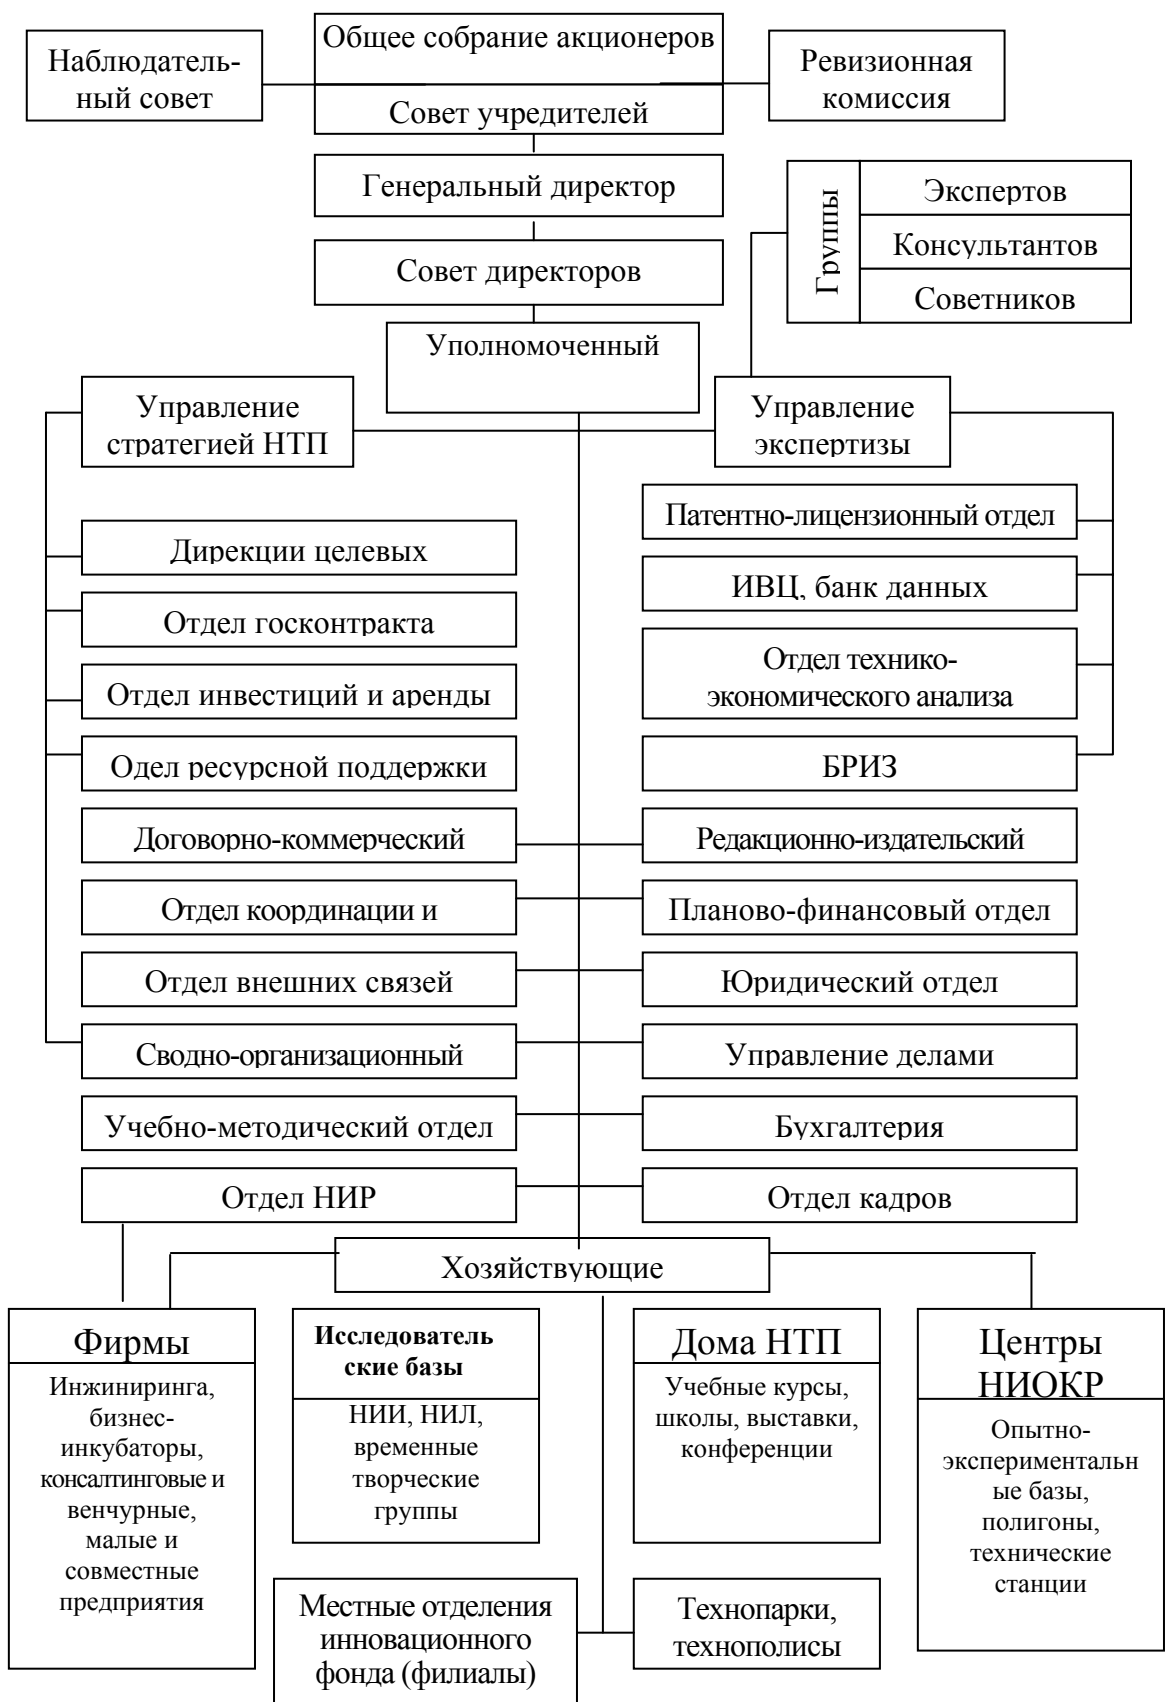 Общее собрание акционеров
Наблюдатель-
ный совет
Ревизионная
комиссия
Совет учредителей
Генеральный директор
Совет директоров
Группы
Экспертов
Консультантов
Советников
Уполномоченный
Управление
стратегией НТП
Управление
экспертизы
Дирекции целевых
Отдел госконтракта
Отдел инвестиций и аренды
Одел ресурсной поддержки
Договорно-коммерческий
Отдел координации и
Отдел внешних связей
Сводно-организационный
Учебно-методический отдел
Отдел НИР
Патентно-лицензионный отдел
ИВЦ, банк данных
Отдел технико-
экономического анализа
БРИЗ
Редакционно-издательский
Планово-финансовый отдел
Юридический отдел
Управление делами
Бухгалтерия
Отдел кадров
Хозяйствующие
Фирмы
Инжиниринга,
бизнес-
инкубаторы,
консалтинговые и
венчурные,
малые и
совместные
предприятия
Исследователь
ские базы
НИИ, НИЛ,
временные
творческие
группы
Дома НТП
Учебные курсы,
школы, выставки,
конференции
Центры
НИОКР
Опытно-
экспериментальн
ые базы,
полигоны,
технические
станции
Местные отделения
инновационного
фонда (филиалы)
Технопарки,
технополисы